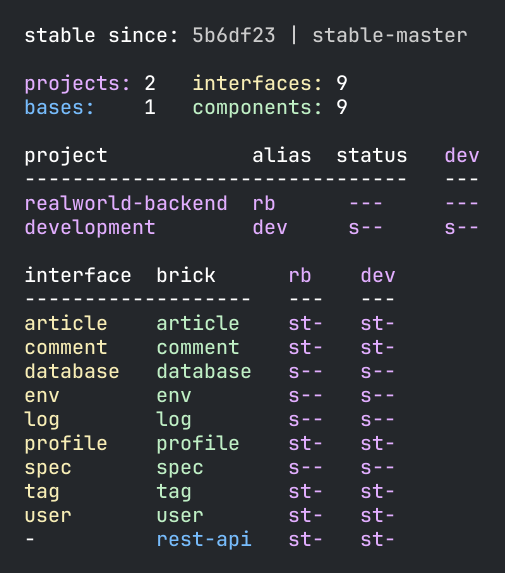 stable since: 5b6df23 | stable-master
projects: 2   interfaces: 9
bases:    1   components: 9
project            alias  status   dev
--------------------------------   ---
realworld-backend  rb      ---     ---
development        dev     s--     s--
interface  brick      rb    dev
-------------------   ---   ---
article    article    st-   st-
comment    comment    st-   st-
database   database   s--   s--
env        env        s--   s--
log        log        s--   s--
profile    profile    st-   st-
spec       spec       s--   s--
tag        tag        st-   st-
user       user       st-   st-
-          rest-api   st-   st-